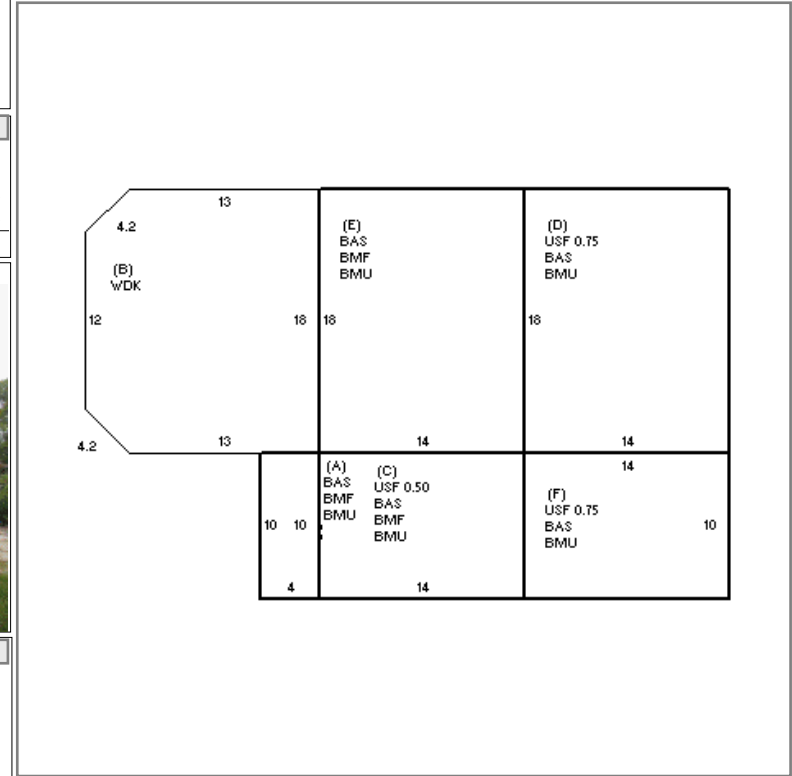 13
4.2
(B)
WDK
12
18
4.2
13
(E)
BAS
BMF
BMU
18
14
(D)
USF 0.75
BAS
BMU
18
14
10
10
4
(A)
BAS
BMF
BMU
(C)
USF 0.50
BAS
BMF
BMU
14
14
(F)
USF 0.75
BAS
BMU
10